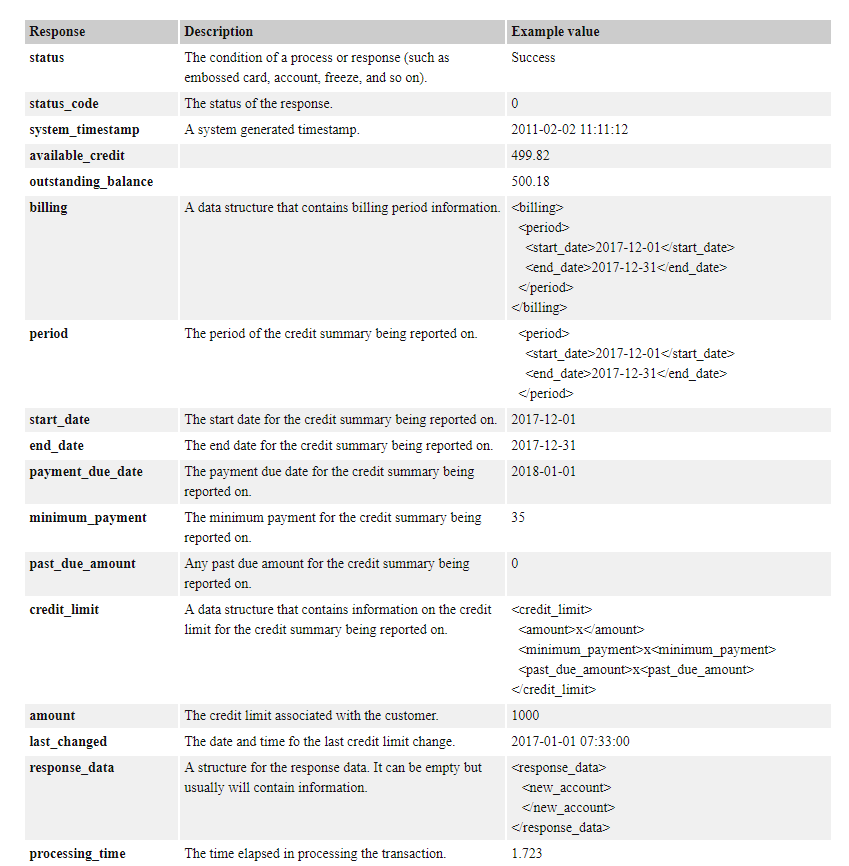 Response Description Example value
status The condition of a process or response (such as Success
embossed card, account, freeze, and so on).
status_code The status of the response. 0
system_timestamp A system generated timestamp. 2011-02-02 11:11:12
available_credit 499.82
outstanding_balance 500.18
billing A data structure that contains billing period information. <billing>
<period>
<start_date>2017-12-01</start_date>
<end_date>2017-12-31</end_date>
</period>
</billing>
period The period of the credit summary being reported on. <period>
<start_date>2017-12-01</start_date>
<end_date>2017-12-31</end_date>
</period>
start_date The start date for the credit summary being reported on. 2017-12-01
end_date The end date for the credit summary being reported on. 2017-12-31
payment_due_date The payment due date for the credit summary being 2018-01-01
reported on.
minimum_payment The minimum payment for the credit summary being 35
reported on.
past_due_amount Any past due amount for the credit summary being 0
reported on.
credit_limit A data structure that contains information on the credit <credit_limit>
limit for the credit summary being reported on. <amount>x</amount>
<minimum_payment>x<minimum_payment>
<past_due_amount>x<past_due_amount>
</credit_limit>
amount The credit limit associated with the customer. 1000
last_changed The date and time fo the last credit limit change. 2017-01-01 07:33:00
response_data A structure for the response data. It can be empty but <response_data>
usually will contain information. <new_account>
</new_account>
</response_data>
processing_time The time elapsed in processing the transaction. 1.723